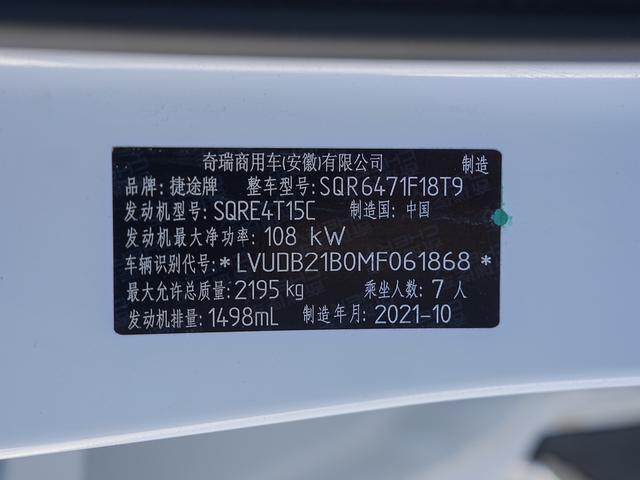 奇瑞商用车(安徽)有限公司 制造
品牌: 捷途牌 整车型号: SQR6471F18T9
发动机型号: SQRE4T15C 制造国: 中国
发动机最大净功率: 108 kW
车辆识别代号: *LVUDB21B0MF061868*
最大允许总质量: 2195 kg 乘坐人数: 7 人
发动机排量: 1498mL 制造年月: 2021-10